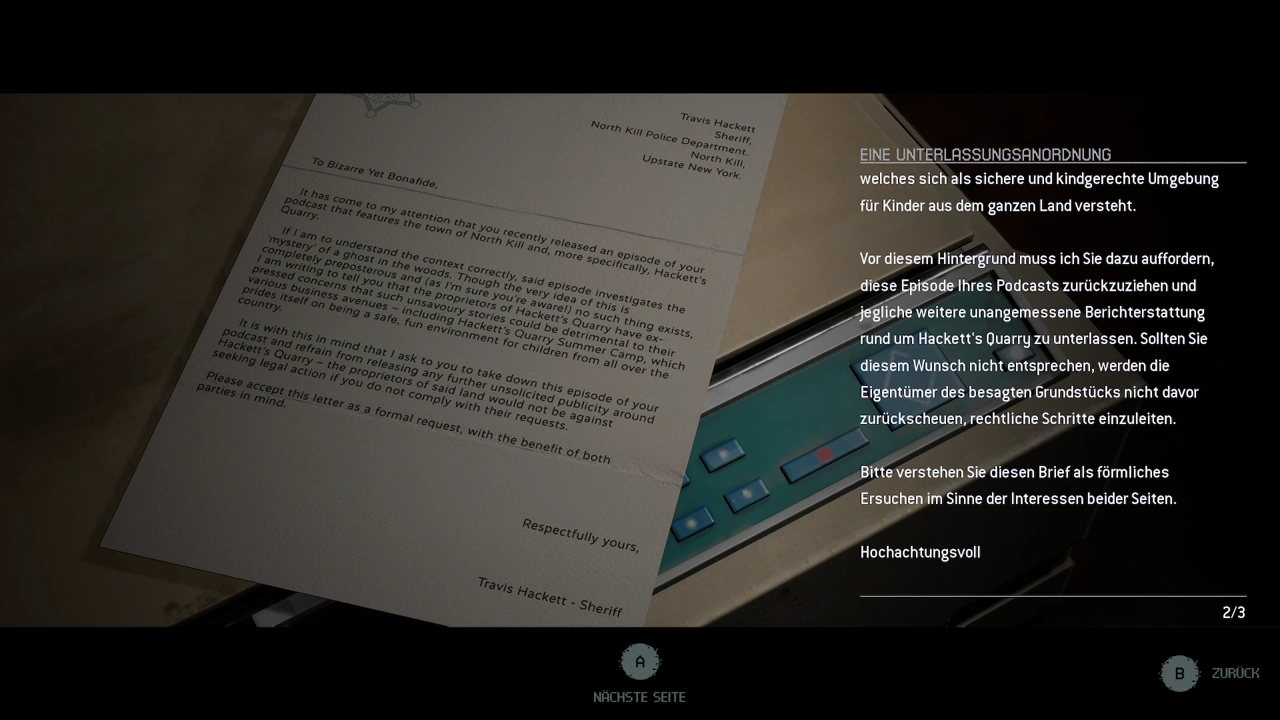 Travis Hackett
Sheriff,
North Kill Police Department.
North Kill,
Upstate New York.
To Bizarre Yet Bonafide,
It has come to my attention that you recently released an episode of your
podcast that features the town of North Kill and, more specifically, Hackett's
Quarry.
If I am to understand the context correctly, said episode investigates the
'mystery' of a ghost in the woods. Though the very idea of this is
completely preposterous and (as I'm sure you're aware!) no such thing exists,
I am writing to tell you that the proprietors of Hackett's Quarry have ex-
pressed concerns that such unsavoury stories could be detrimental to their
various business avenues – including Hackett's Quarry Summer Camp, which
prides itself on being a safe, fun environment for children from all over the
country.
It is with this in mind that I ask to you to take down this episode of your
podcast and refrain from releasing any further unsolicited publicity around
Hackett's Quarry – the proprietors of said land would not be against
seeking legal action if you do not comply with their requests.
Please accept this letter as a formal request, with the benefit of both
parties in mind.
Respectfully yours,
Travis Hackett - Sheriff
EINE UNTERLASSUNGSANORDNUNG
welches sich als sichere und kindgerechte Umgebung
für Kinder aus dem ganzen Land versteht.
Vor diesem Hintergrund muss ich Sie dazu auffordern,
diese Episode Ihres Podcasts zurückzuziehen und
jegliche weitere unangemessene Berichterstattung
rund um Hackett's Quarry zu unterlassen. Sollten Sie
diesem Wunsch nicht entsprechen, werden die
Eigentümer des besagten Grundstücks nicht davor
zurückscheuen, rechtliche Schritte einzuleiten.
Bitte verstehen Sie diesen Brief als förmliches
Ersuchen im Sinne der Interessen beider Seiten.
Hochachtungsvoll
2/3
A
NÄCHSTE SEITE
B ZURÜCK